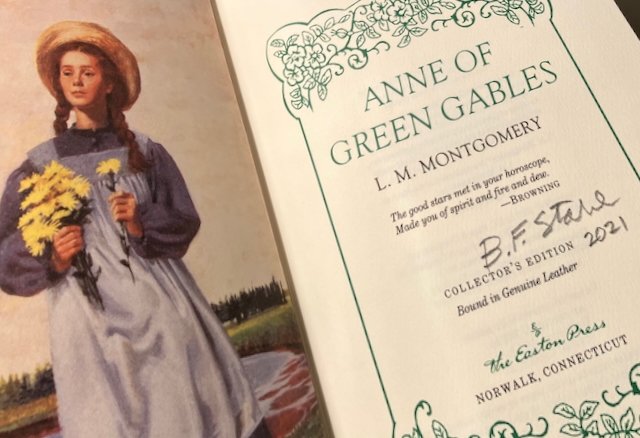 ANNE OF
GREEN GABLES
L. M. MONTGOMERY
The good stars met in your horoscope,
Made you of spirit and fire and dew.
—BROWNING
B.F. Stahl
2021
COLLECTOR'S EDITION
Bound in Genuine Leather
the Easton Press
NORWALK, CONNECTICUT